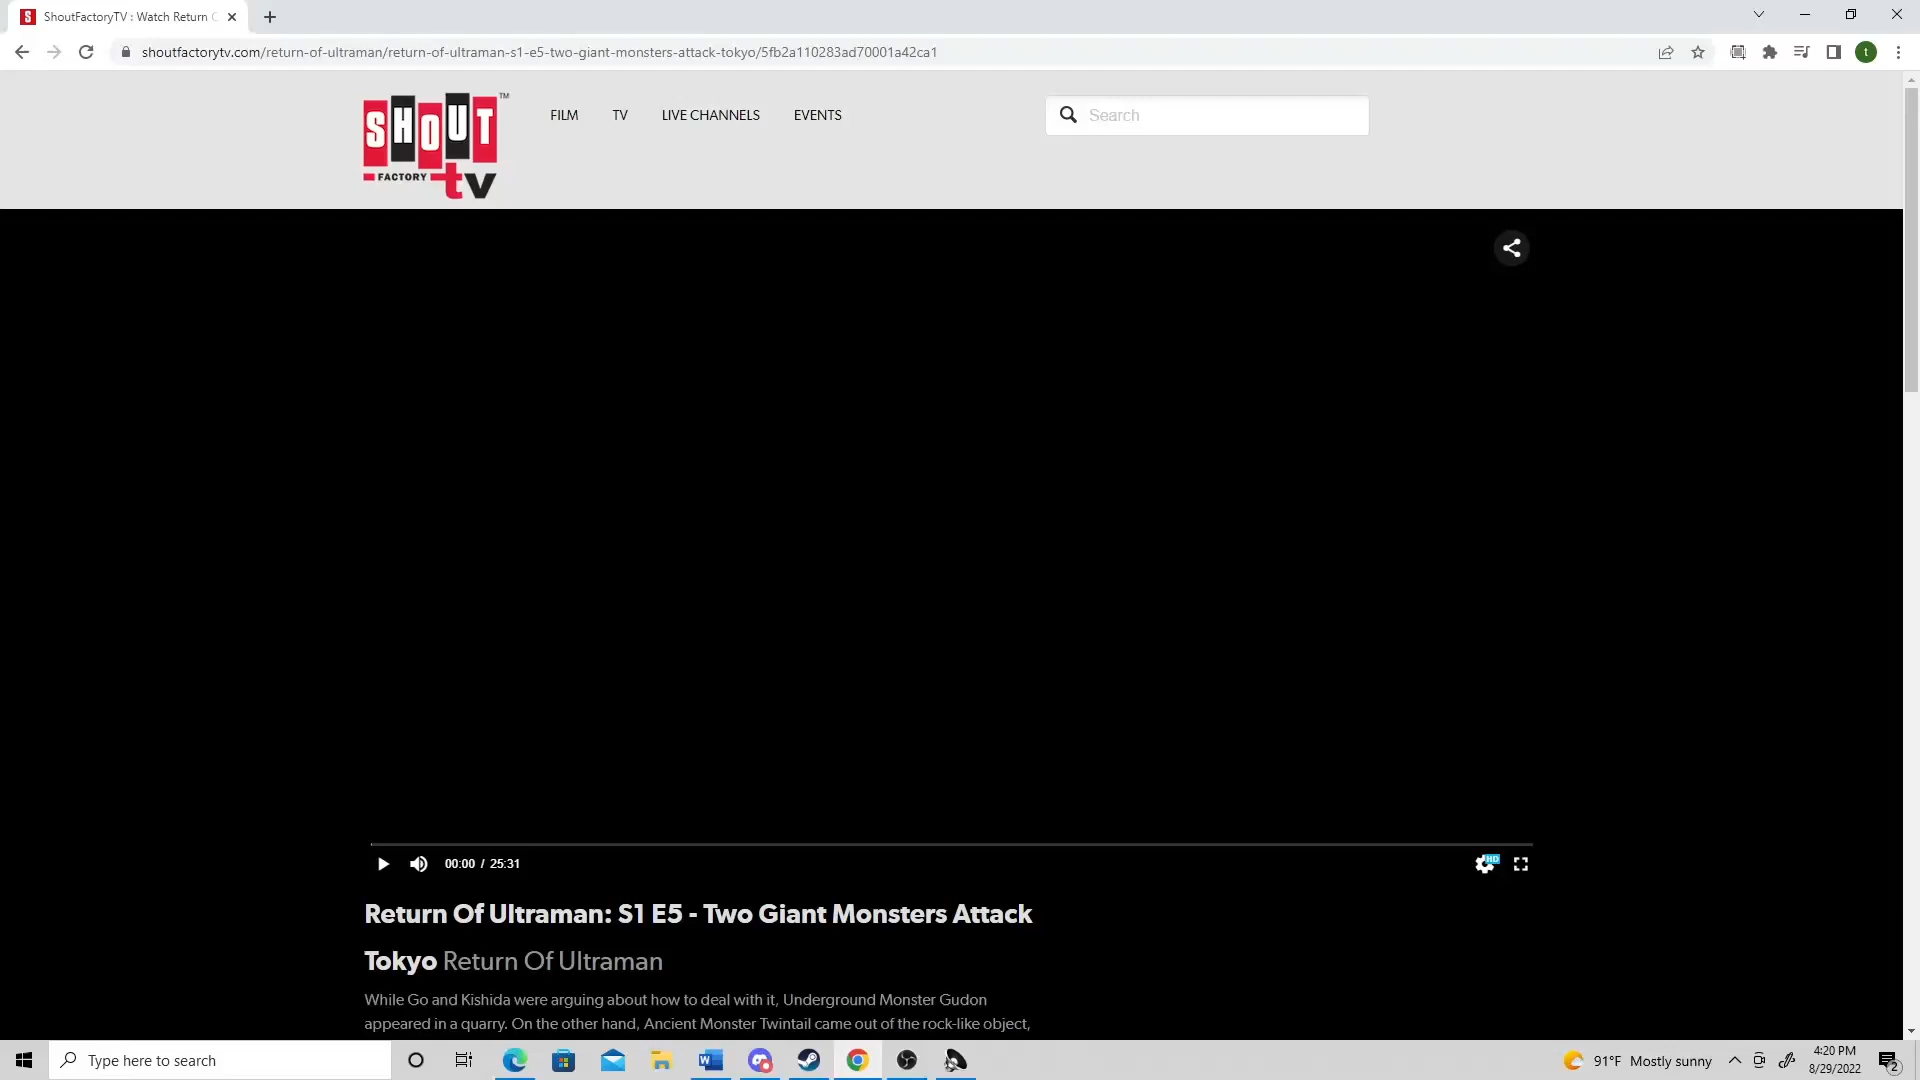 ShoutFactoryTV : Watch Return
shoutfactorytv.com/return-of-ultraman/return-of-ultraman-s1-e5-two-giant-monsters-attack-tokyo/5fb2a110283ad70001a42ca1
t
SHOUT™
FACTORY tv
FILM TV LIVE CHANNELS EVENTS
Search
00:00 / 25:31
HD
Return Of Ultraman: S1 E5 - Two Giant Monsters Attack
Tokyo Return Of Ultraman
While Go and Kishida were arguing about how to deal with it, Underground Monster Gudon
appeared in a quarry. On the other hand, Ancient Monster Twintail came out of the rock-like object,
Type here to search
91°F Mostly sunny
4:20 PM
8/29/2022
2